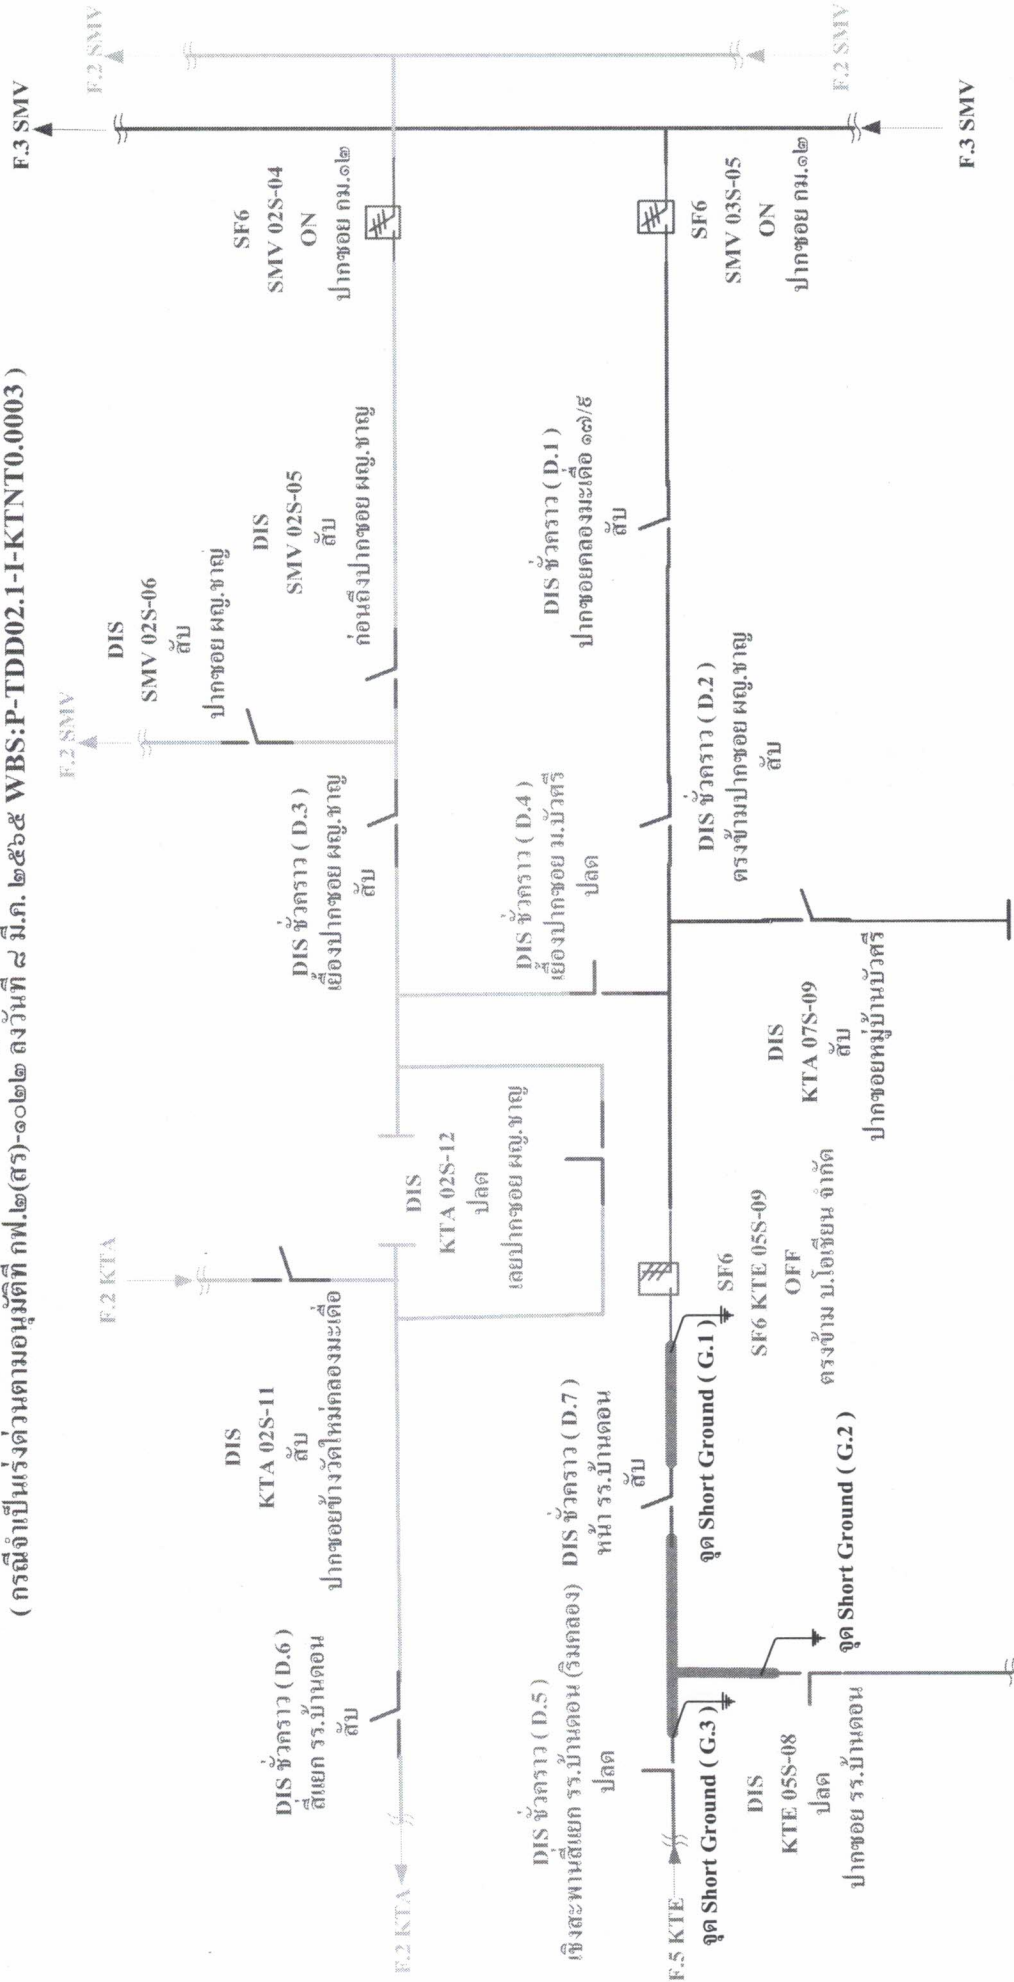 ( กรณีจำเป็นเร่งด่วนตามอนุมัติที่ กฟ.๒(สร)-๑๐๒๒ ลงวันที่ ๘ มี.ค. ๒๕๖๕ WBS:P-TDD02.1-I-KTNT0.0003 )
F.2 KTA
F.2 SMV
F.3 SMV
F.2 SMV
DIS
SMV 02S-06
สับ
ปากซอย ผญ.ชาญ
DIS
KTA 02S-11
สับ
ปากซอยข้างวัดใหม่คลองมะเดื่อ
DIS ชั่วคราว ( D.6 )
สี่แยก รร.บ้านดอน
สับ
DIS ชั่วคราว ( D.3 )
เยื้องปากซอย ผญ.ชาญ
สับ
DIS
SMV 02S-05
สับ
ก่อนถึงปากซอย ผญ.ชาญ
SF6
SMV 02S-04
ON
ปากซอย กม.๑๒
F.2 KTA
DIS
KTA 02S-12
ปลด
เลยปากซอย ผญ.ชาญ
DIS ชั่วคราว ( D.4 )
เยื้องปากซอย ม.บัวศรี
ปลด
DIS ชั่วคราว ( D.1 )
ปากซอยคลองมะเดื่อ ๑๗/๕
สับ
DIS ชั่วคราว ( D.5 )
เชิงสะพานสี่แยก รร.บ้านดอน (ริมคลอง)
ปลด
DIS ชั่วคราว ( D.7 )
หน้า รร.บ้านดอน
สับ
F.5 KTE
จุด Short Ground ( G.3 )
จุด Short Ground ( G.1 )
SF6
SF6 KTE 05S-09
OFF
ตรงข้าม บ.โอเชียน จำกัด
DIS ชั่วคราว ( D.2 )
ตรงข้ามปากซอย ผญ.ชาญ
สับ
SF6
SMV 03S-05
ON
ปากซอย กม.๑๒
DIS
KTE 05S-08
ปลด
ปากซอย รร.บ้านดอน
จุด Short Ground ( G.2 )
DIS
KTA 07S-09
สับ
ปากซอยหมู่บ้านบัวศรี
F.2 SMV
F.3 SMV